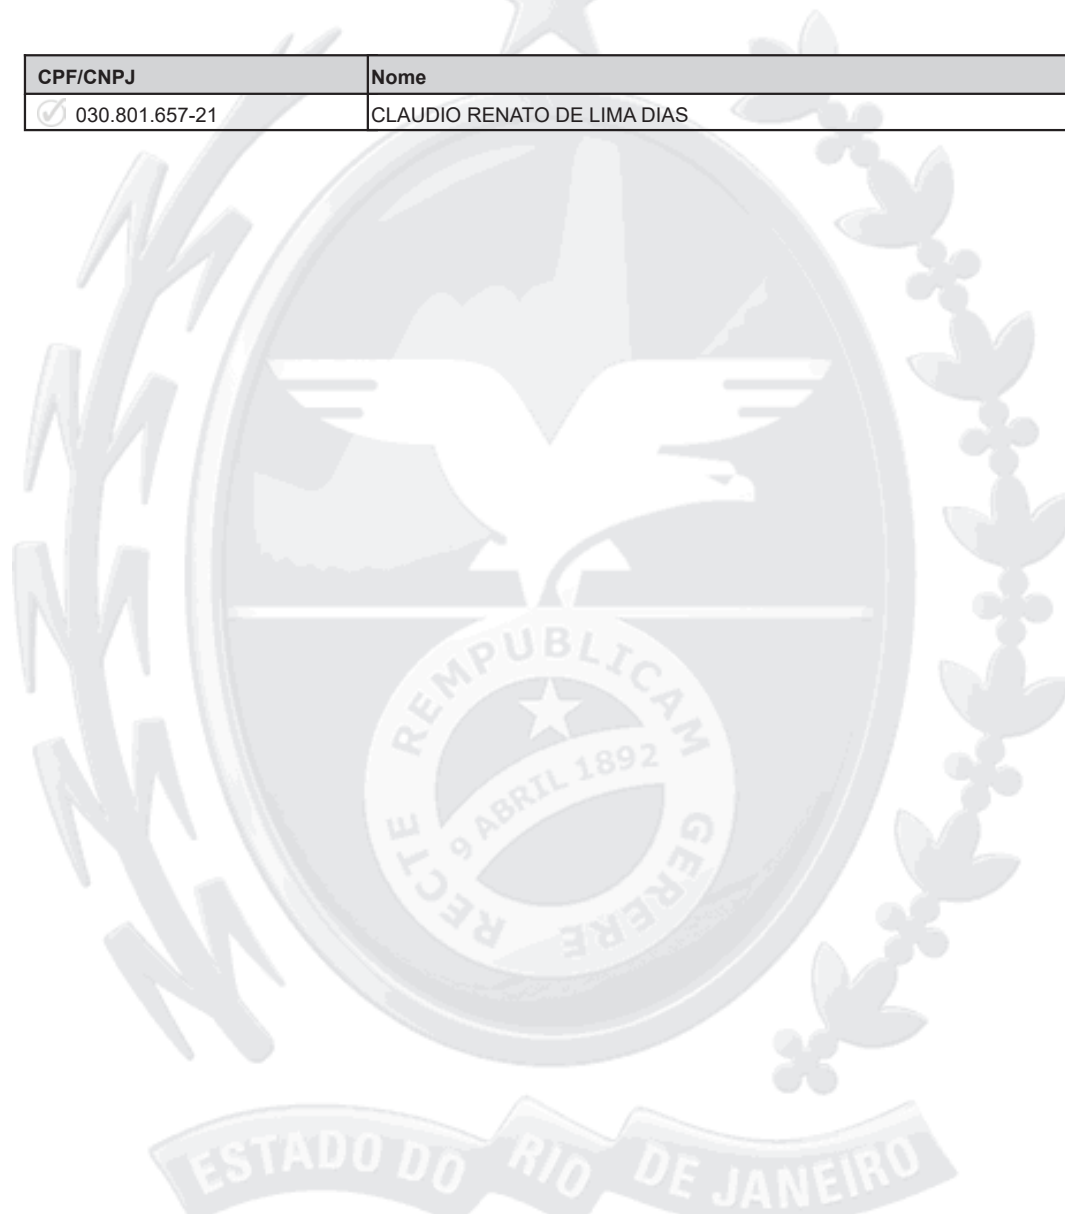 CPF/CNPJ Nome
030.801.657-21 CLAUDIO RENATO DE LIMA DIAS
RECTE REMPUBLICAM GERERE
9 ABRIL 1892
ESTADO DO RIO DE JANEIRO